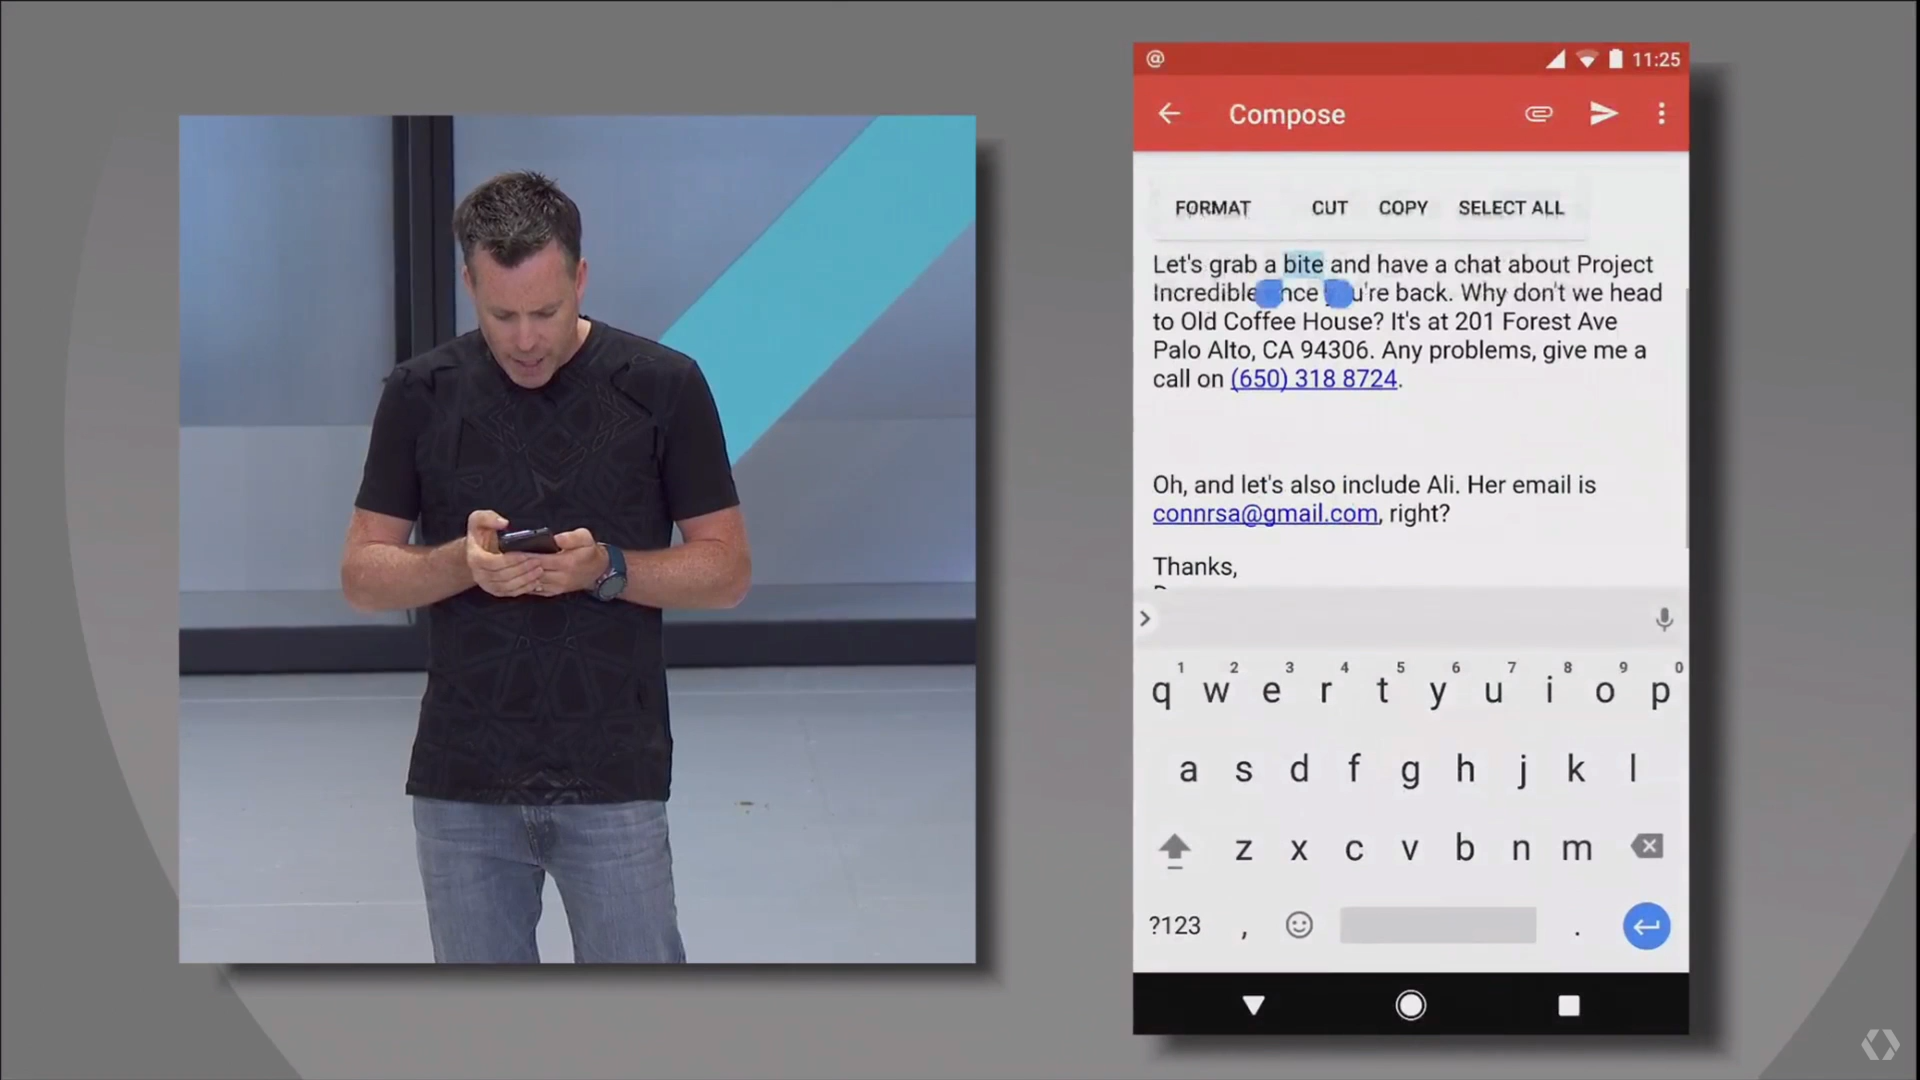 @ 11:25
Compose
FORMAT CUT COPY SELECT ALL
Let's grab a bite and have a chat about Project
Incredible you're back. Why don't we head
to Old Coffee House? It's at 201 Forest Ave
Palo Alto, CA 94306. Any problems, give me a
call on (650) 318 8724.
Oh, and let's also include Ali. Her email is
connrsa@gmail.com, right?
Thanks,
1 2 3 4 5 6 7 8 9 0
q w e r t y u i o p
a s d f g h j k l
z x c v b n m
?123 , .